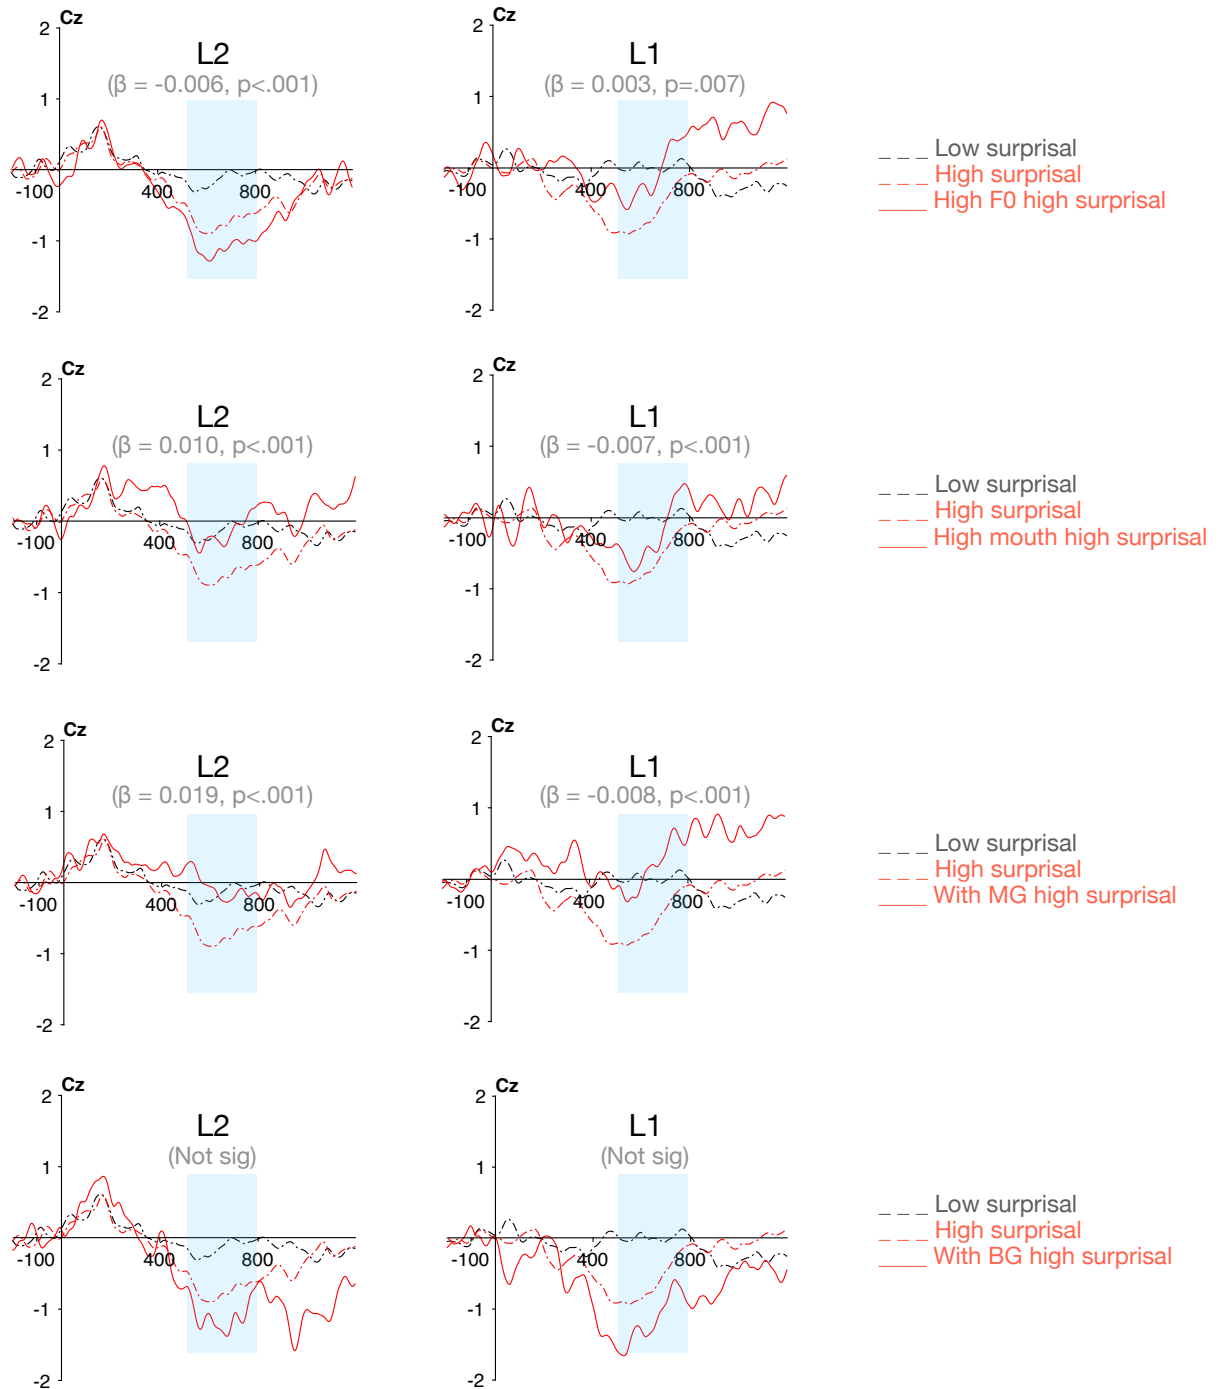 Cz
Cz
2
2
L2
L1
(β = -0.006, p<.001)
(β = 0.003, p=.007)
1
1
_ _ _ Low surprisal
_ _ _ High surprisal
____ High F0 high surprisal
-100
400
800
-100
400
800
-1
-1
-2
-2
Cz
Cz
2
2
L2
L1
(β = 0.010, p<.001)
(β = -0.007, p<.001)
1
1
_ _ _ Low surprisal
_ _ _ High surprisal
____ High mouth high surprisal
-100
400
800
-100
400
800
-1
-1
-2
-2
Cz
Cz
2
2
L2
L1
(β = 0.019, p<.001)
(β = -0.008, p<.001)
1
1
_ _ _ Low surprisal
_ _ _ High surprisal
____ With MG high surprisal
-100
400
800
-100
400
800
-1
-1
-2
-2
Cz
Cz
2
2
L2
L1
(Not sig)
(Not sig)
1
1
_ _ _ Low surprisal
_ _ _ High surprisal
____ With BG high surprisal
-100
400
800
-100
400
800
-1
-1
-2
-2